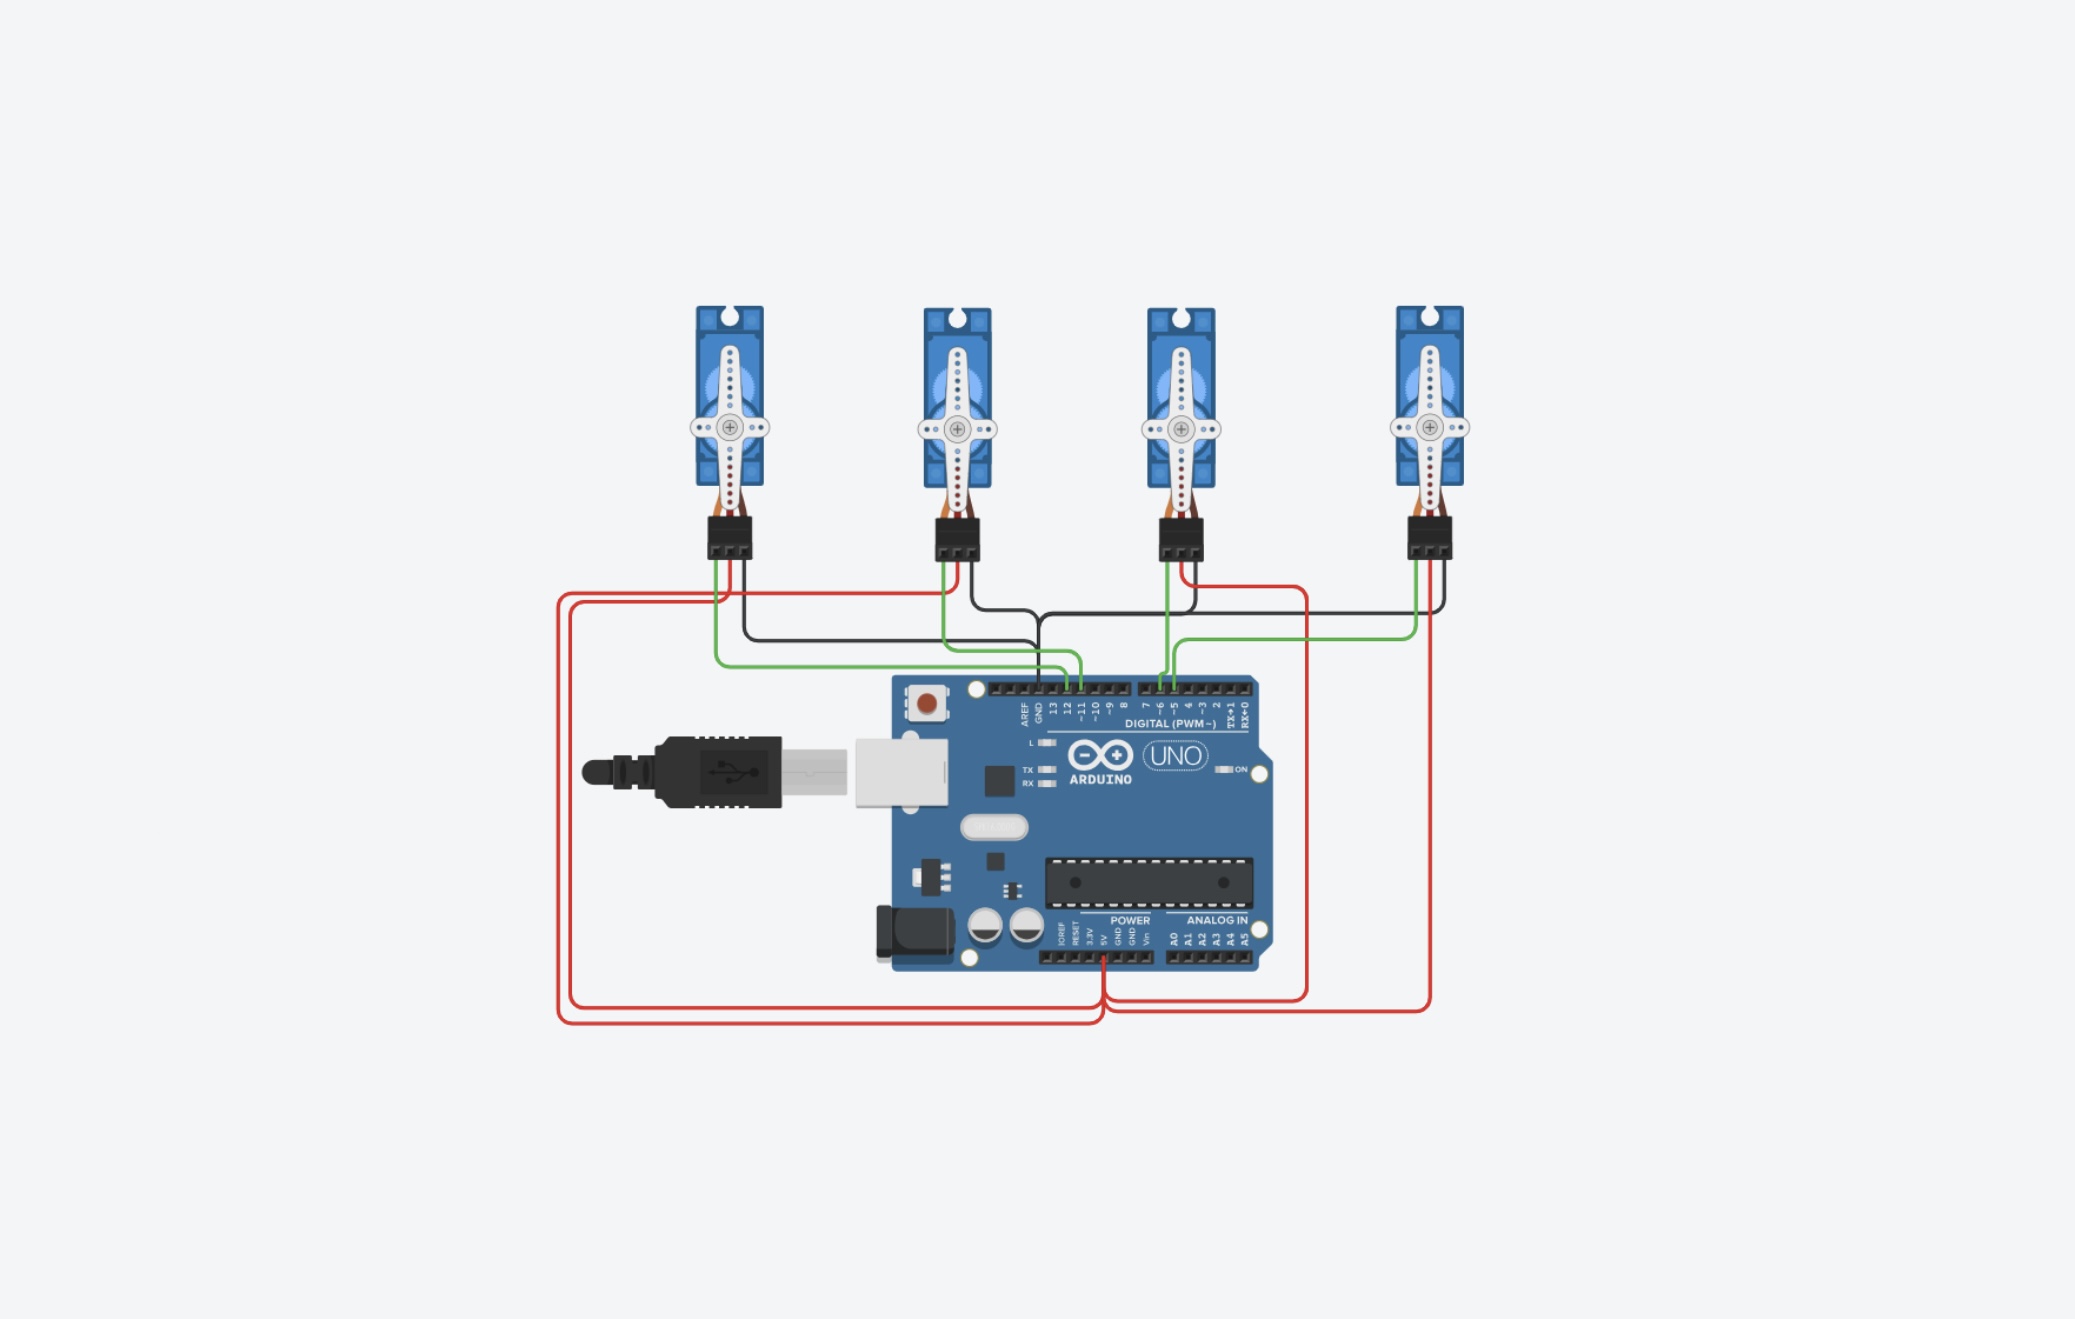 AREF
GND
13
12
~11
~10
~9
8
7
~6
~5
4
~3
2
TX→1
RX←0
DIGITAL (PWM~)
L
TX
RX
ARDUINO
UNO
ON
POWER
ANALOG IN
IOREF
RESET
3.3V
5V
GND
GND
Vin
A0
A1
A2
A3
A4
A5